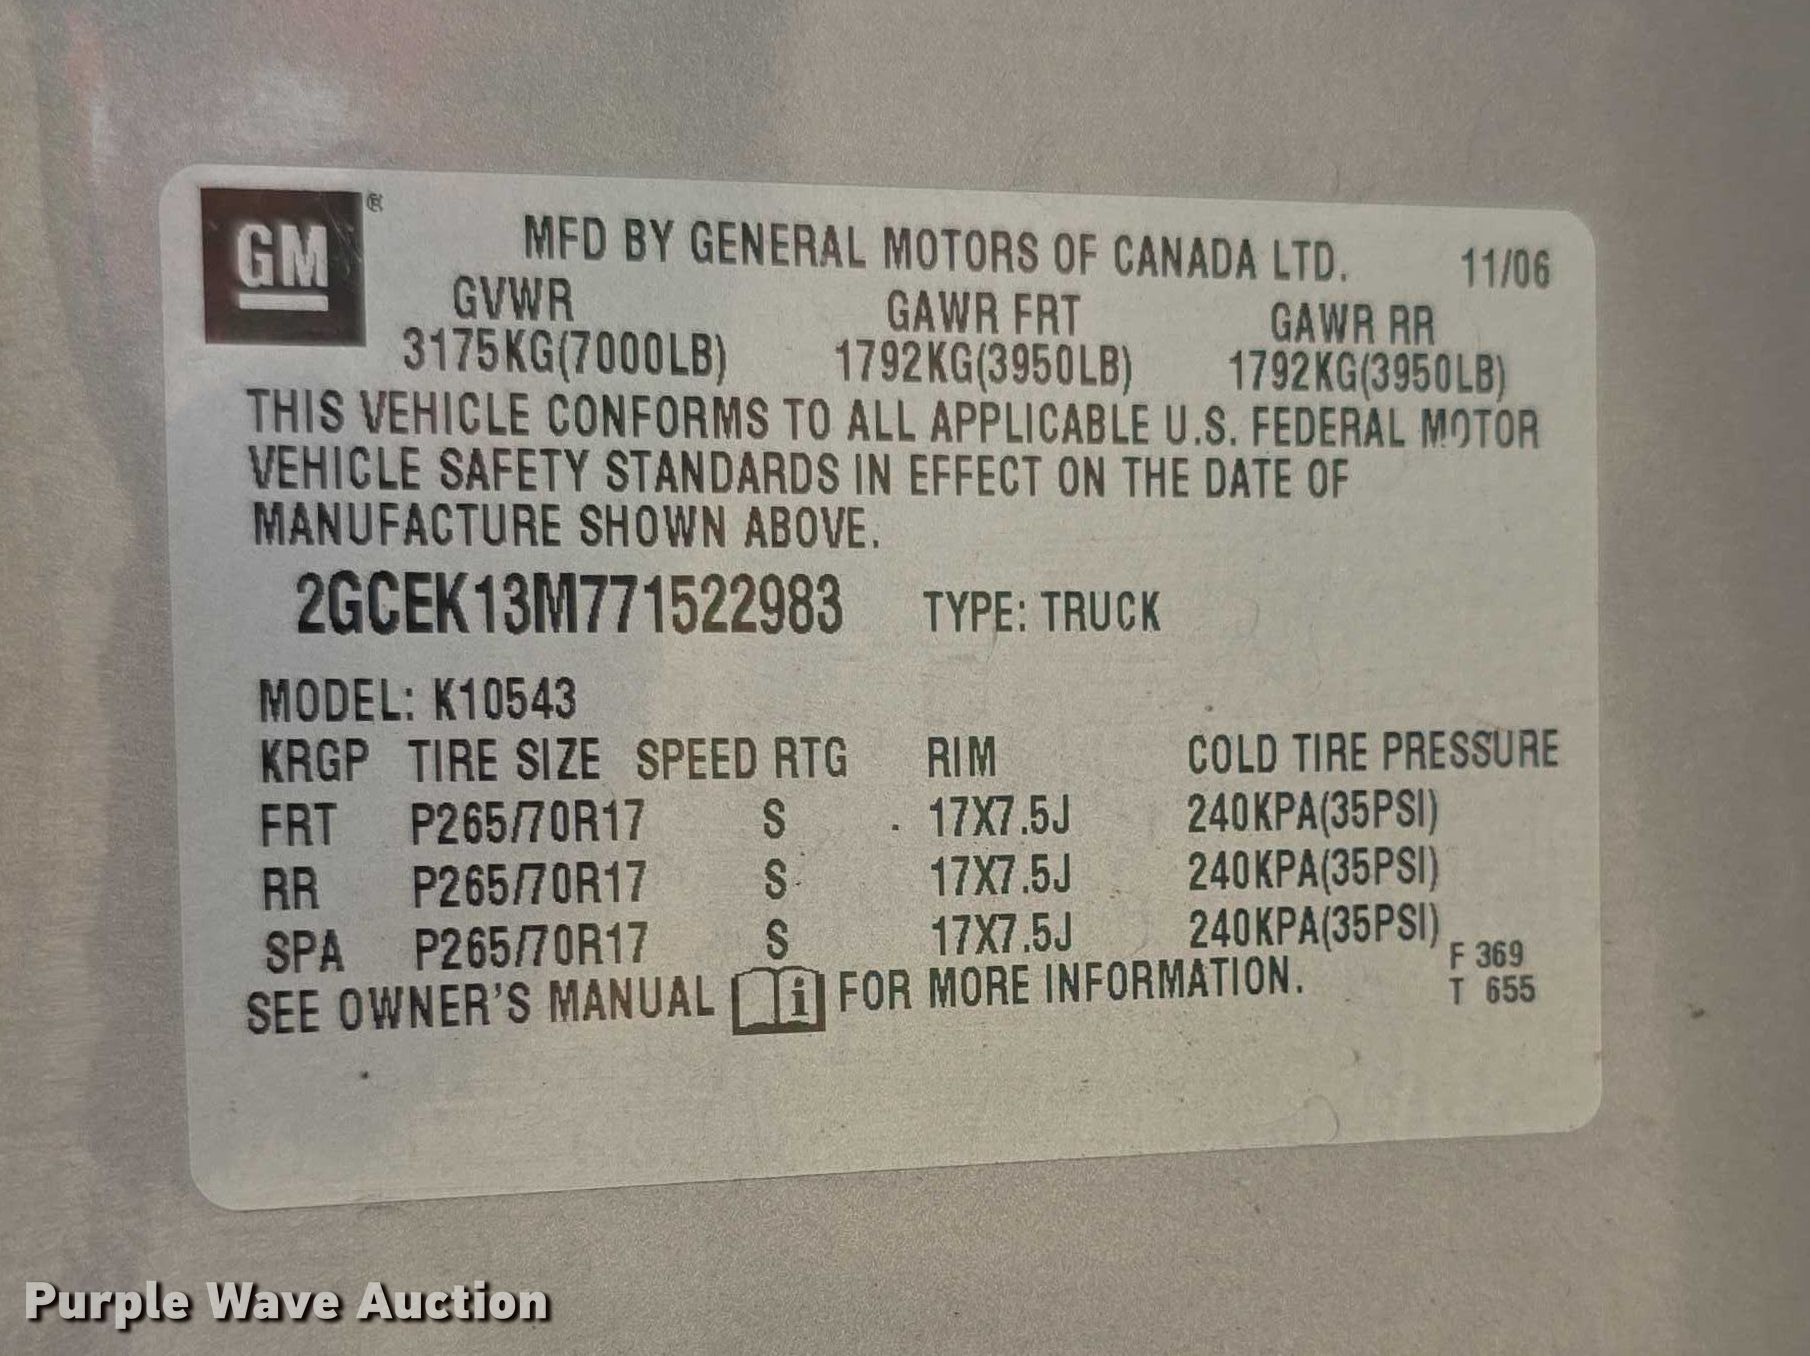 GM ®
MFD BY GENERAL MOTORS OF CANADA LTD. 11/06
GVWR GAWR FRT GAWR RR
3175KG(7000LB) 1792KG(3950LB) 1792KG(3950LB)
THIS VEHICLE CONFORMS TO ALL APPLICABLE U.S. FEDERAL MOTOR
VEHICLE SAFETY STANDARDS IN EFFECT ON THE DATE OF
MANUFACTURE SHOWN ABOVE.
2GCEK13M771522983 TYPE: TRUCK
MODEL: K10543
KRGP TIRE SIZE SPEED RTG RIM COLD TIRE PRESSURE
FRT P265/70R17 S 17X7.5J 240KPA(35PSI)
RR P265/70R17 S 17X7.5J 240KPA(35PSI)
SPA P265/70R17 S 17X7.5J 240KPA(35PSI)
F 369
SEE OWNER'S MANUAL i FOR MORE INFORMATION. T 655
Purple Wave Auction